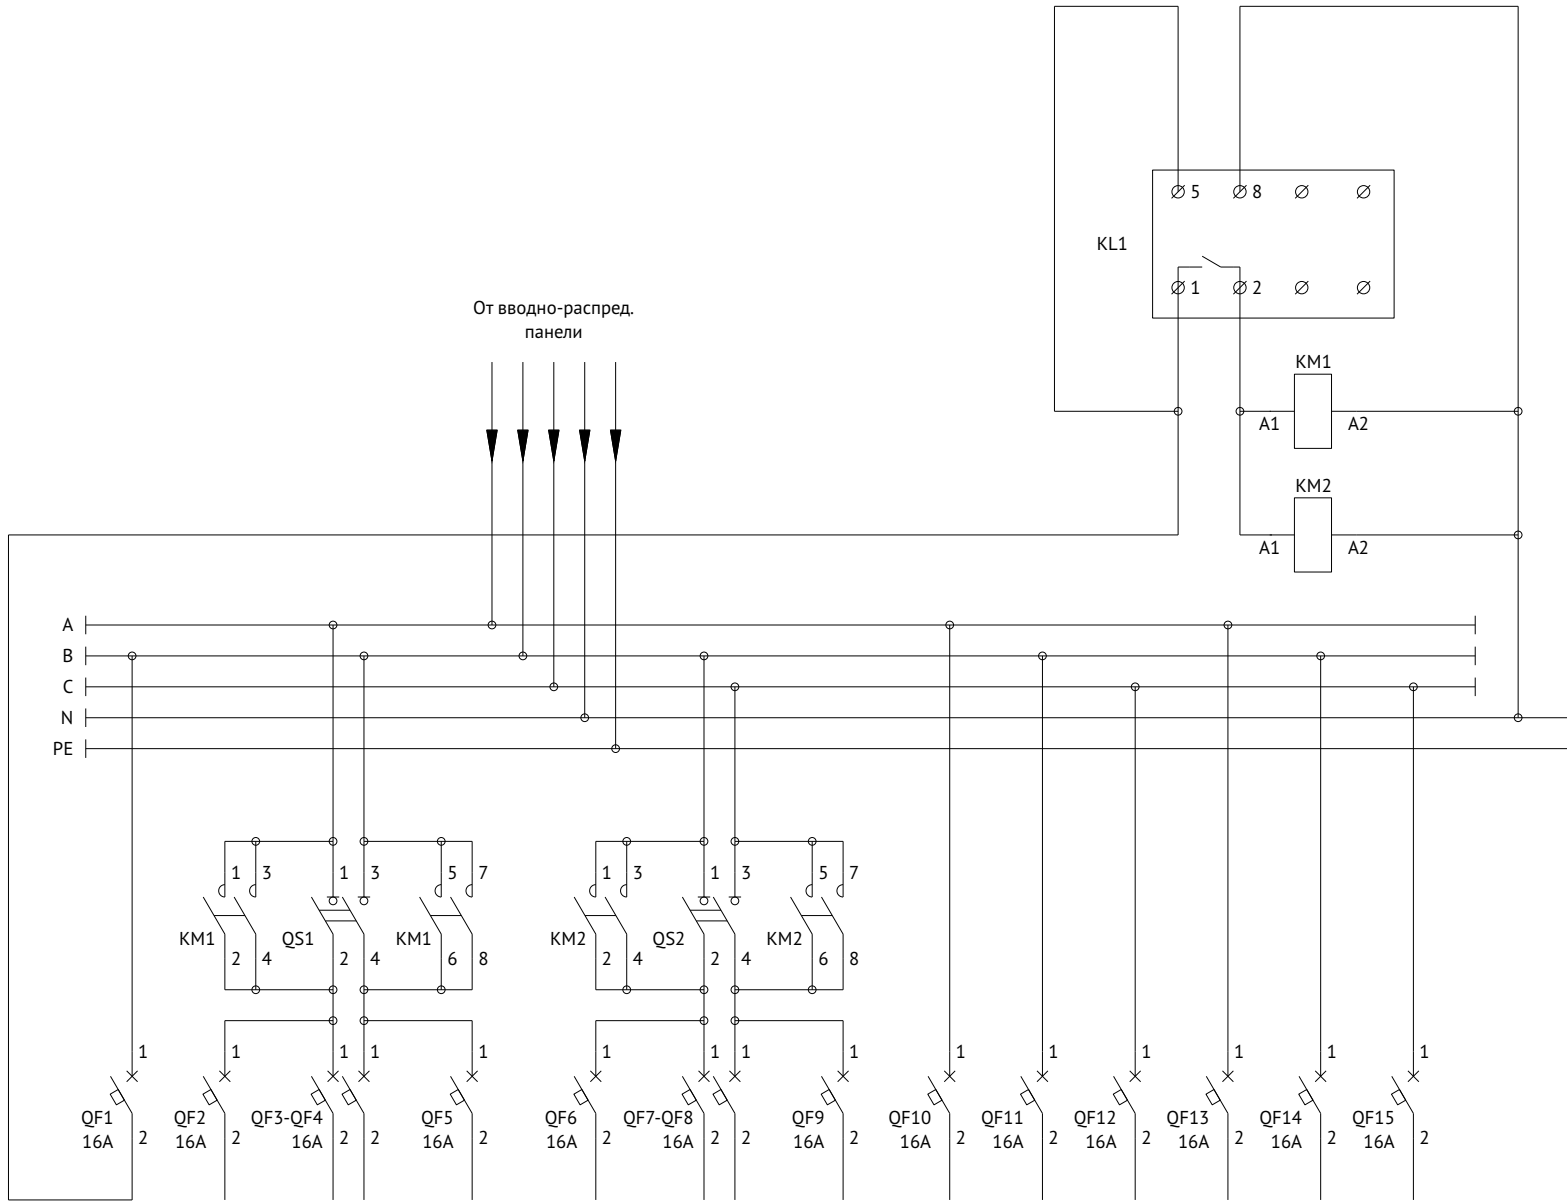 5 8
KL1
1 2
От вводно-распред.
панели
KM1
A1 A2
KM2
A1 A2
A
B
C
N
PE
1 3 1 3 5 7 1 3 1 3 5 7
KM1 QS1 KM1 KM2 QS2 KM2
2 4 2 4 6 8 2 4 2 4 6 8
1 1 1 1 1 1 1 1 1 1 1 1 1 1 1
QF1 QF2 QF3-QF4 QF5 QF6 QF7-QF8 QF9 QF10 QF11 QF12 QF13 QF14 QF15
16A 2 16A 2 16A 2 2 16A 2 16A 2 16A 2 2 16A 2 16A 2 16A 2 16A 2 16A 2 16A 2 16A 2